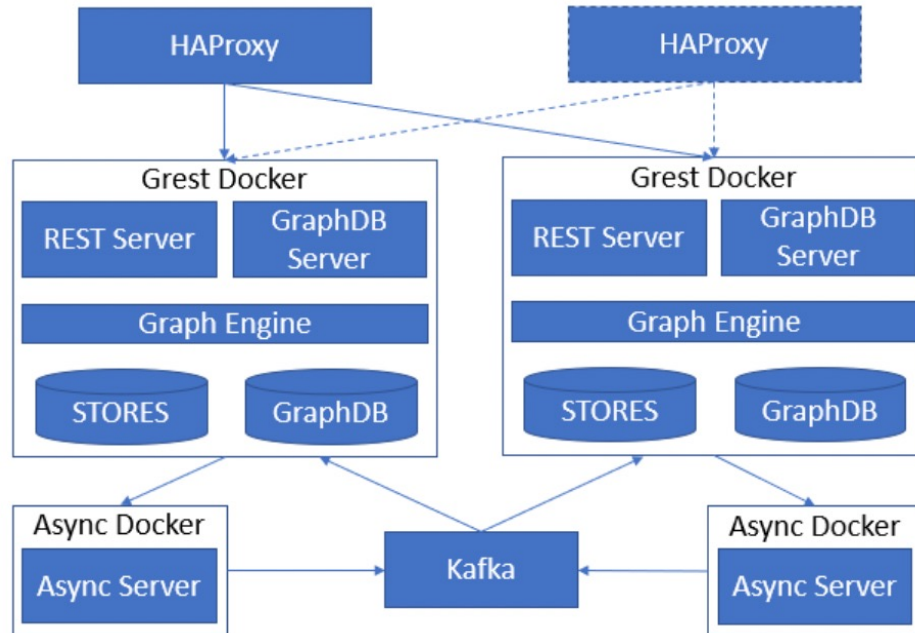 HAProxy
HAProxy
Grest Docker
REST Server
GraphDB
Server
Graph Engine
STORES
GraphDB
Grest Docker
REST Server
GraphDB
Server
Graph Engine
STORES
GraphDB
Async Docker
Async Server
Kafka
Async Docker
Async Server